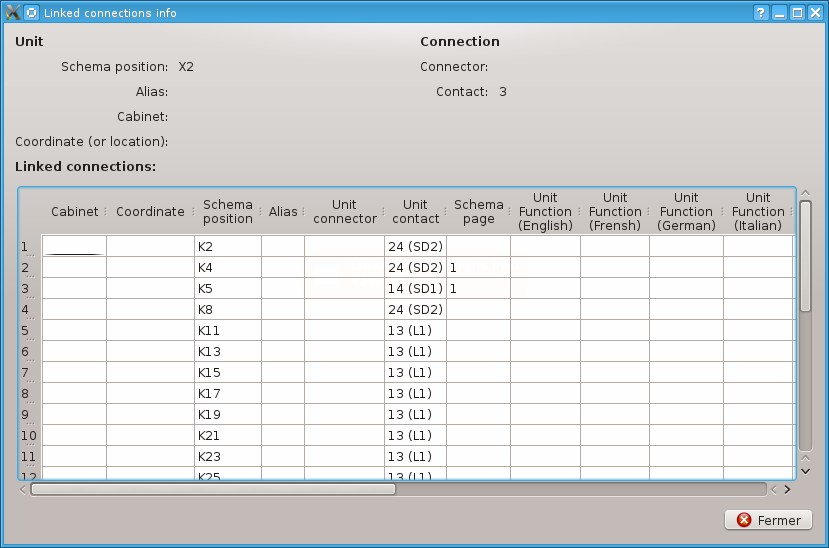 Linked connections info
Unit
Connection
Schema position: X2
Connector:
Alias:
Contact: 3
Cabinet:
Coordinate (or location):
Linked connections:
Cabinet Coordinate Schema position Alias Unit connector Unit contact Schema page Unit Function (English) Unit Function (Frensh) Unit Function (German) Unit Function (Italian)
1 K2 24 (SD2)
2 K4 24 (SD2) 1
3 K5 14 (SD1) 1
4 K8 24 (SD2)
5 K11 13 (L1)
6 K13 13 (L1)
7 K15 13 (L1)
8 K17 13 (L1)
9 K19 13 (L1)
10 K21 13 (L1)
11 K23 13 (L1)
12 K25 13 (L1)
Fermer